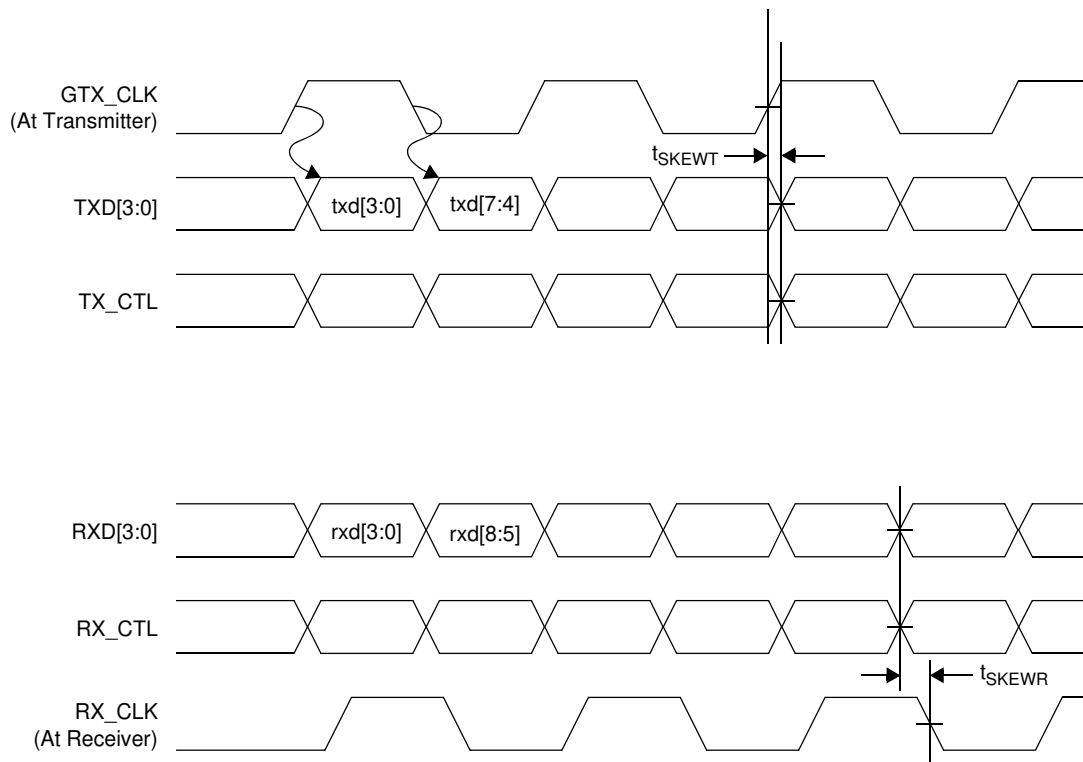 GTX_CLK
(At Transmitter)
tSKEWT
TXD[3:0]
txd[3:0]
txd[7:4]
TX_CTL
RXD[3:0]
rxd[3:0]
rxd[8:5]
RX_CTL
tSKEWR
RX_CLK
(At Receiver)